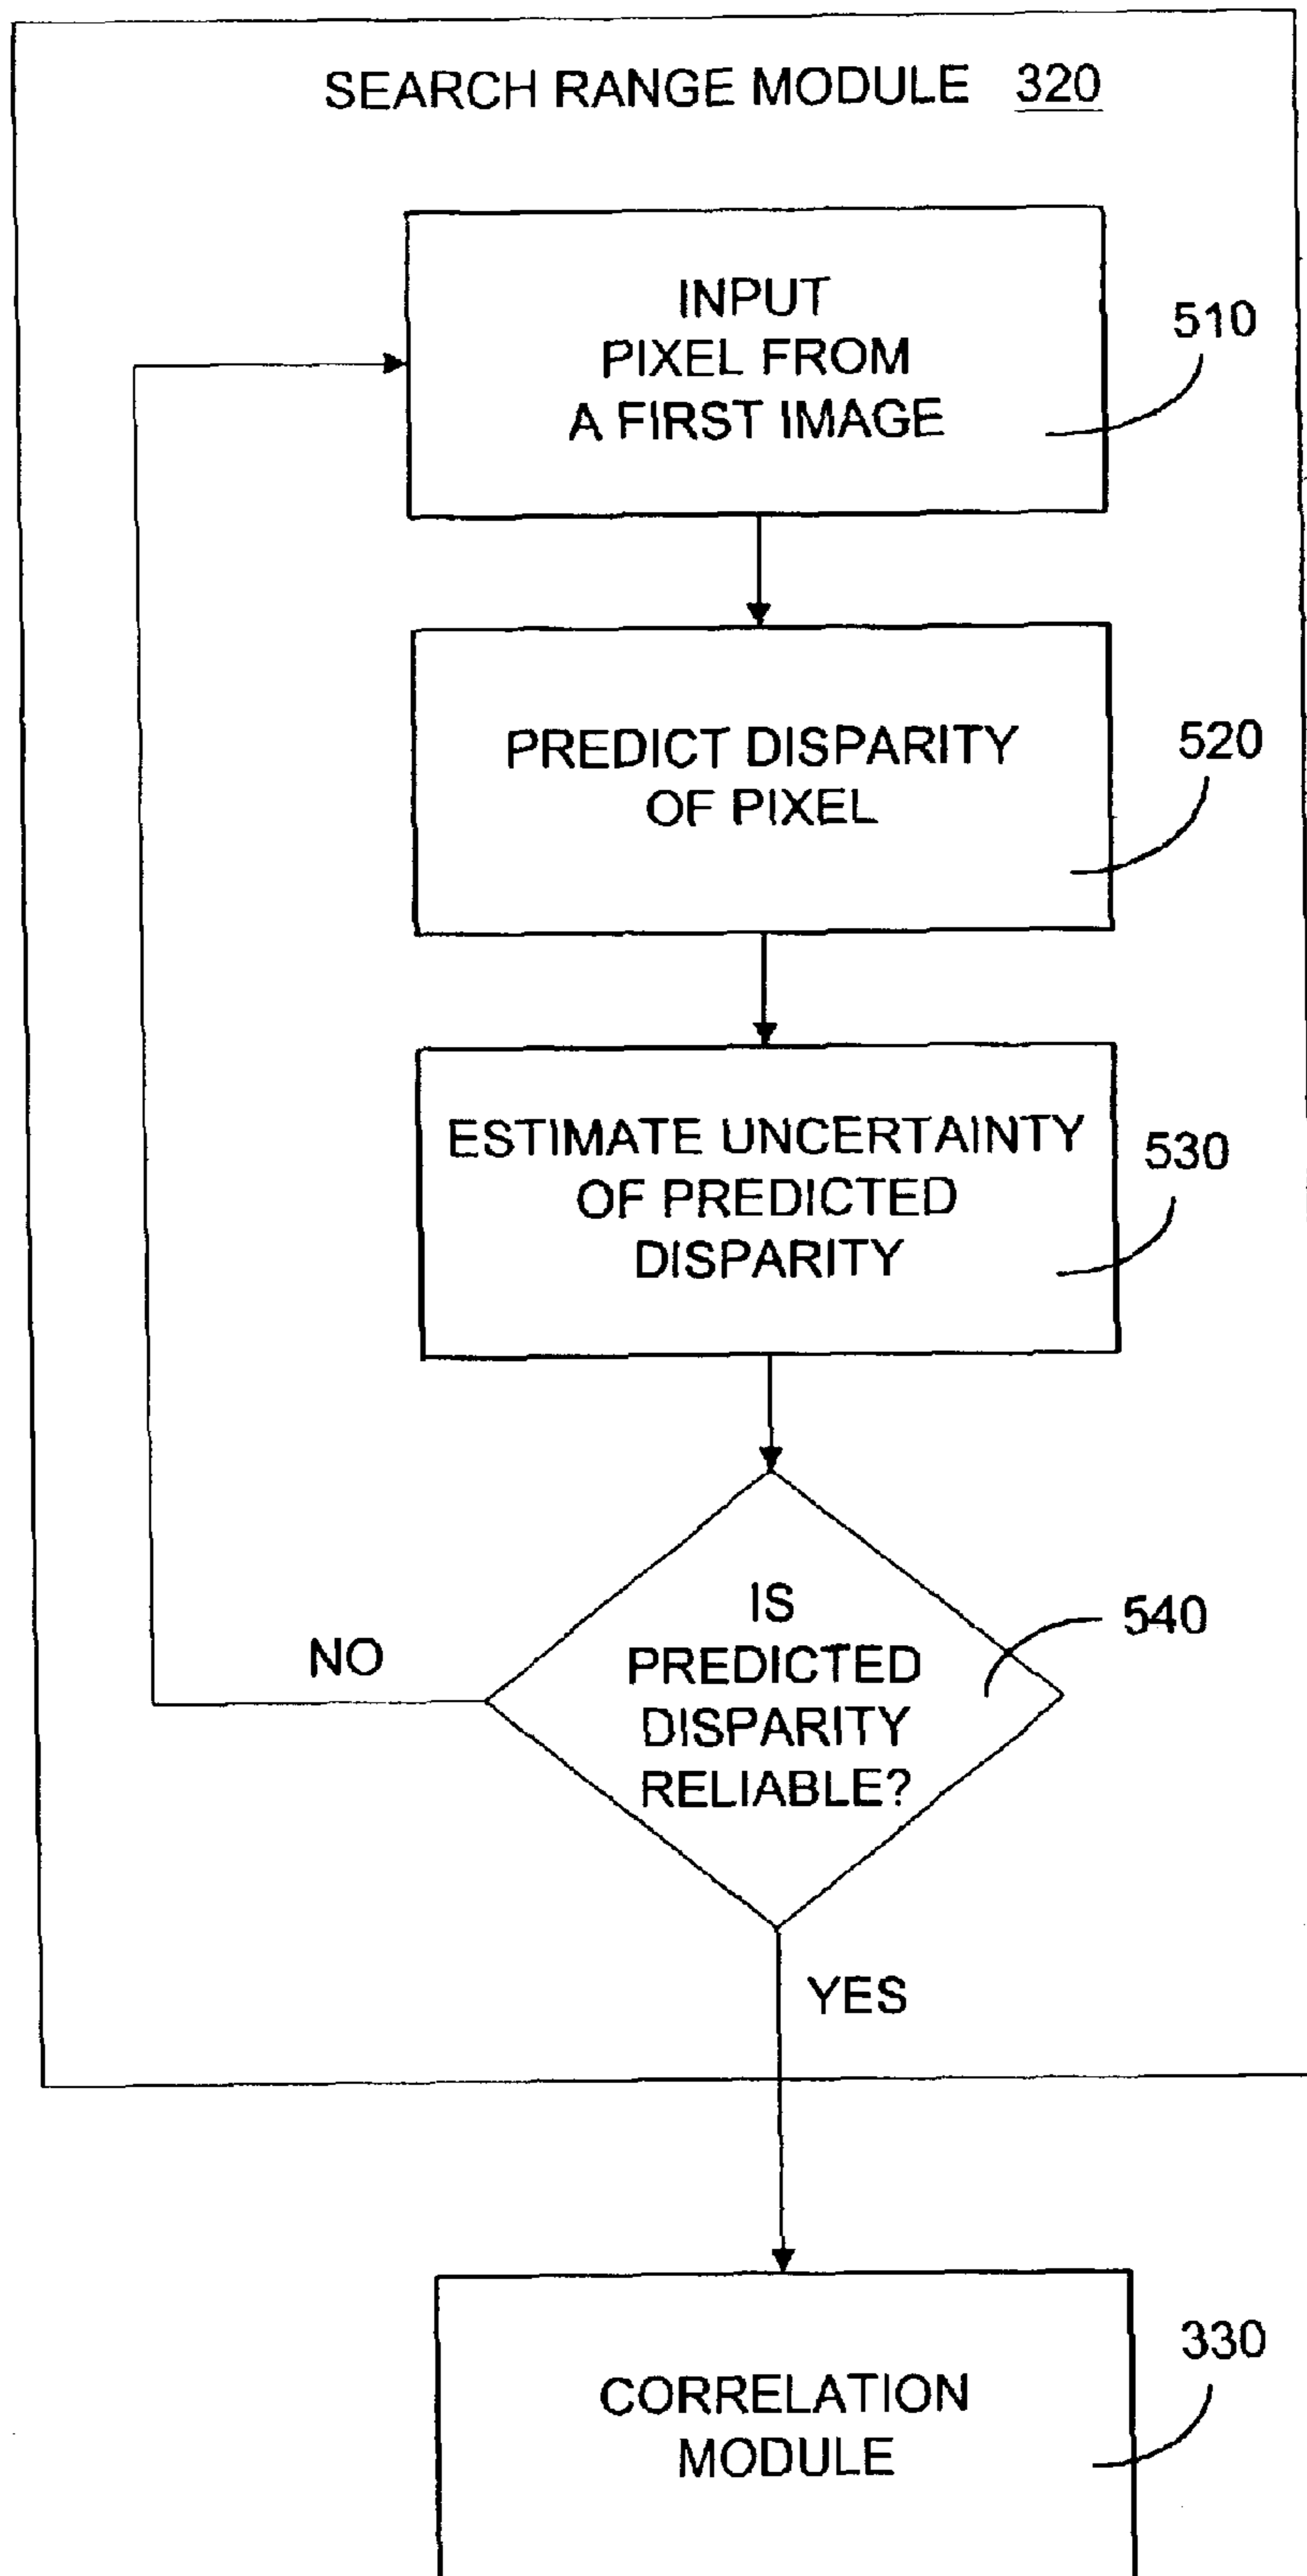 SEARCH RANGE MODULE 320
INPUT
PIXEL FROM
A FIRST IMAGE
510
PREDICT DISPARITY
OF PIXEL
520
ESTIMATE UNCERTAINTY
OF PREDICTED
DISPARITY
530
IS
PREDICTED
DISPARITY
RELIABLE?
540
NO
YES
CORRELATION
MODULE
330